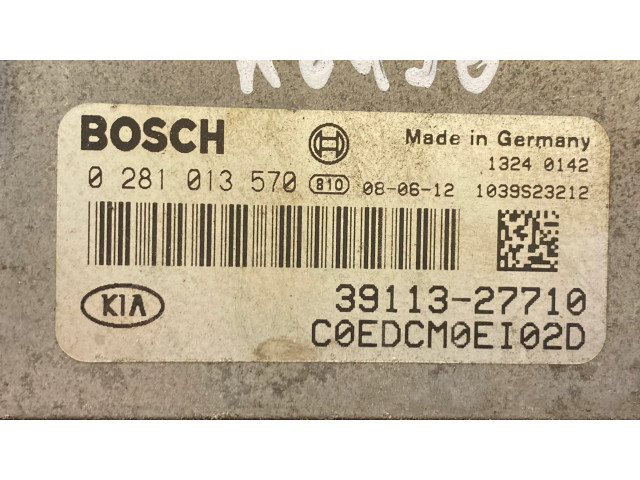 BOSCH
Made in Germany
1324 0142
0 281 013 570 810 08-06-12 1039S23212
KIA
39113-27710
C0EDCM0EI02D